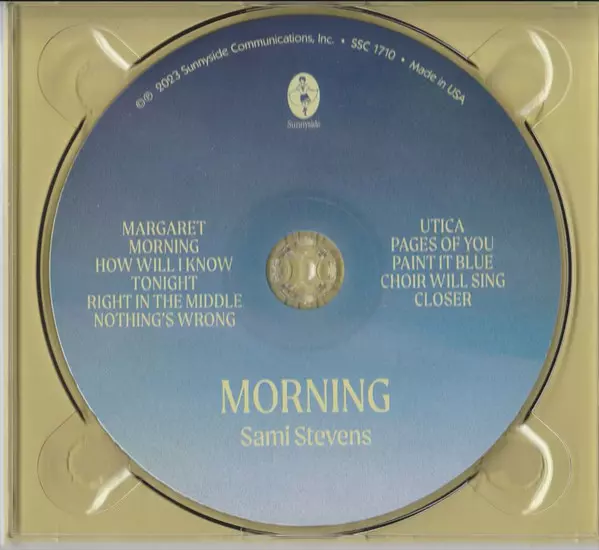 ©℗ 2023 Sunnyside Communications, Inc. • SSC 1710 • Made in USA
Sunnyside
MARGARET
MORNING
HOW WILL I KNOW
TONIGHT
RIGHT IN THE MIDDLE
NOTHING'S WRONG
UTICA
PAGES OF YOU
PAINT IT BLUE
CHOIR WILL SING
CLOSER
MORNING
Sami Stevens